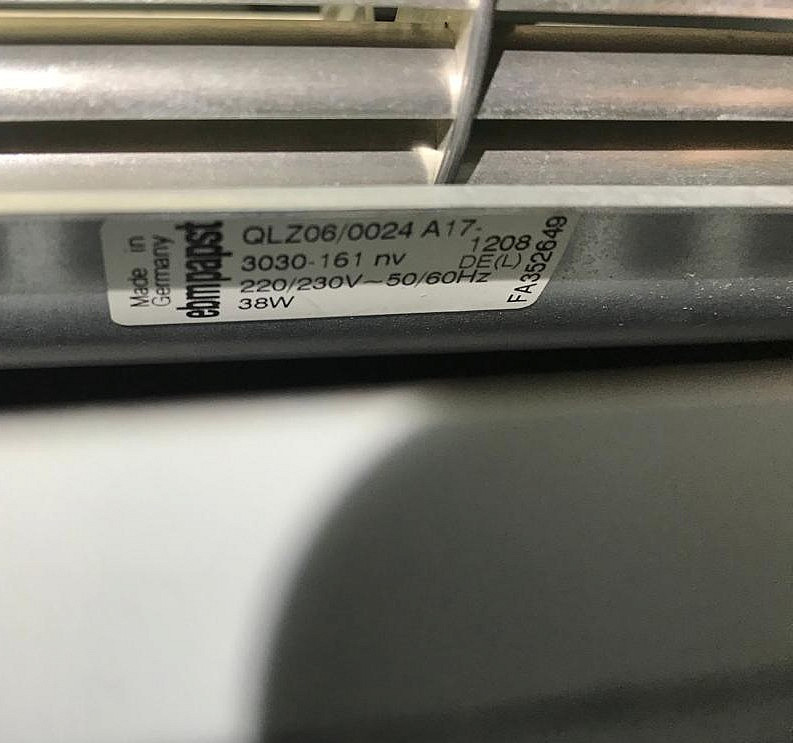 Made in
Germany
ebmpapst
QLZ06/0024 A17-
3030-161 nv
1208
DE(L)
220/230V~50/60Hz
38W
FA352649